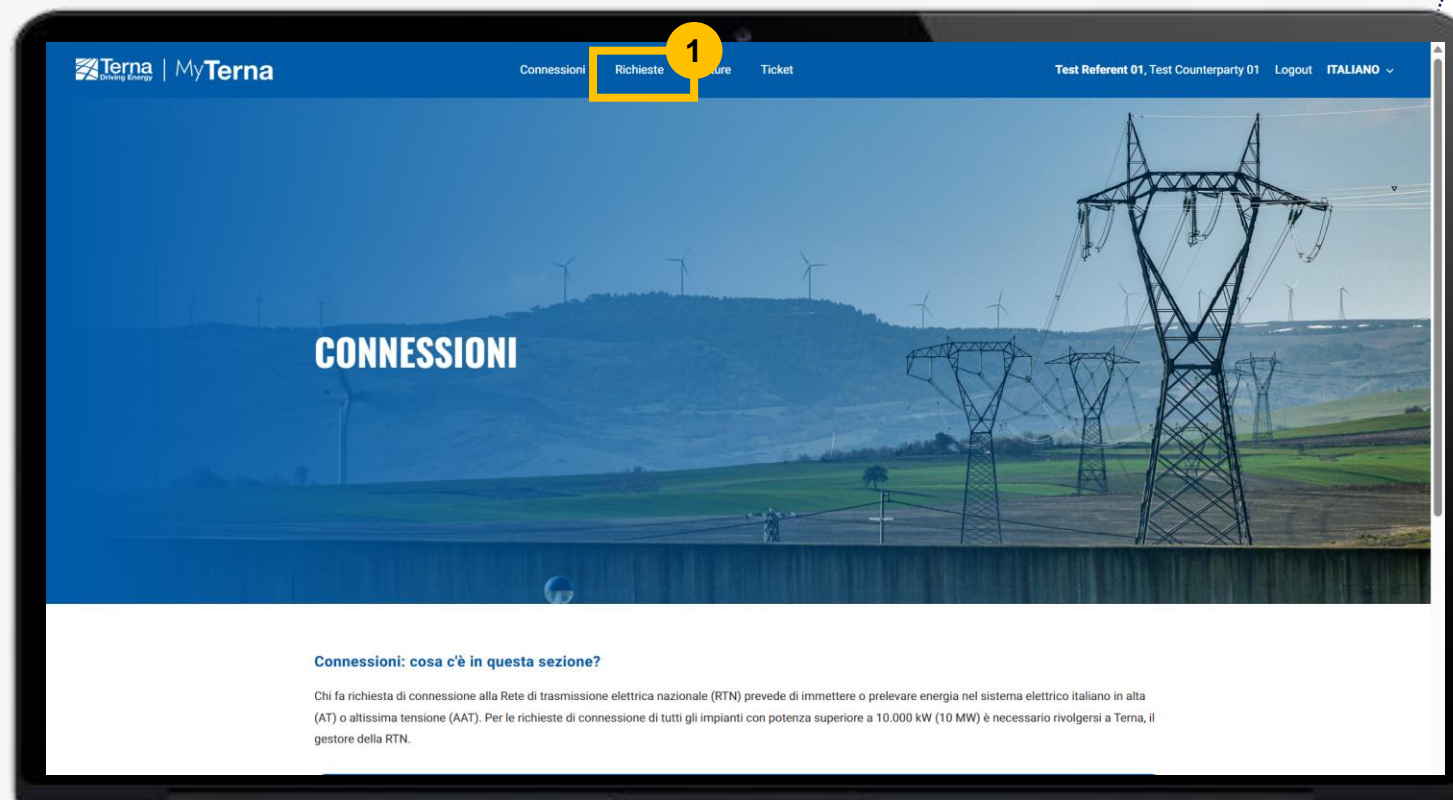 Terna
Driving Energy
MyTerna
Connessioni Richieste 1 Ticket
Test Referent 01, Test Counterparty 01 Logout ITALIANO
CONNESSIONI
Connessioni: cosa c'è in questa sezione?
Chi fa richiesta di connessione alla Rete di trasmissione elettrica nazionale (RTN) prevede di immettere o prelevare energia nel sistema elettrico italiano in alta
(AT) o altissima tensione (AAT). Per le richieste di connessione di tutti gli impianti con potenza superiore a 10.000 kW (10 MW) è necessario rivolgersi a Terna, il
gestore della RTN.